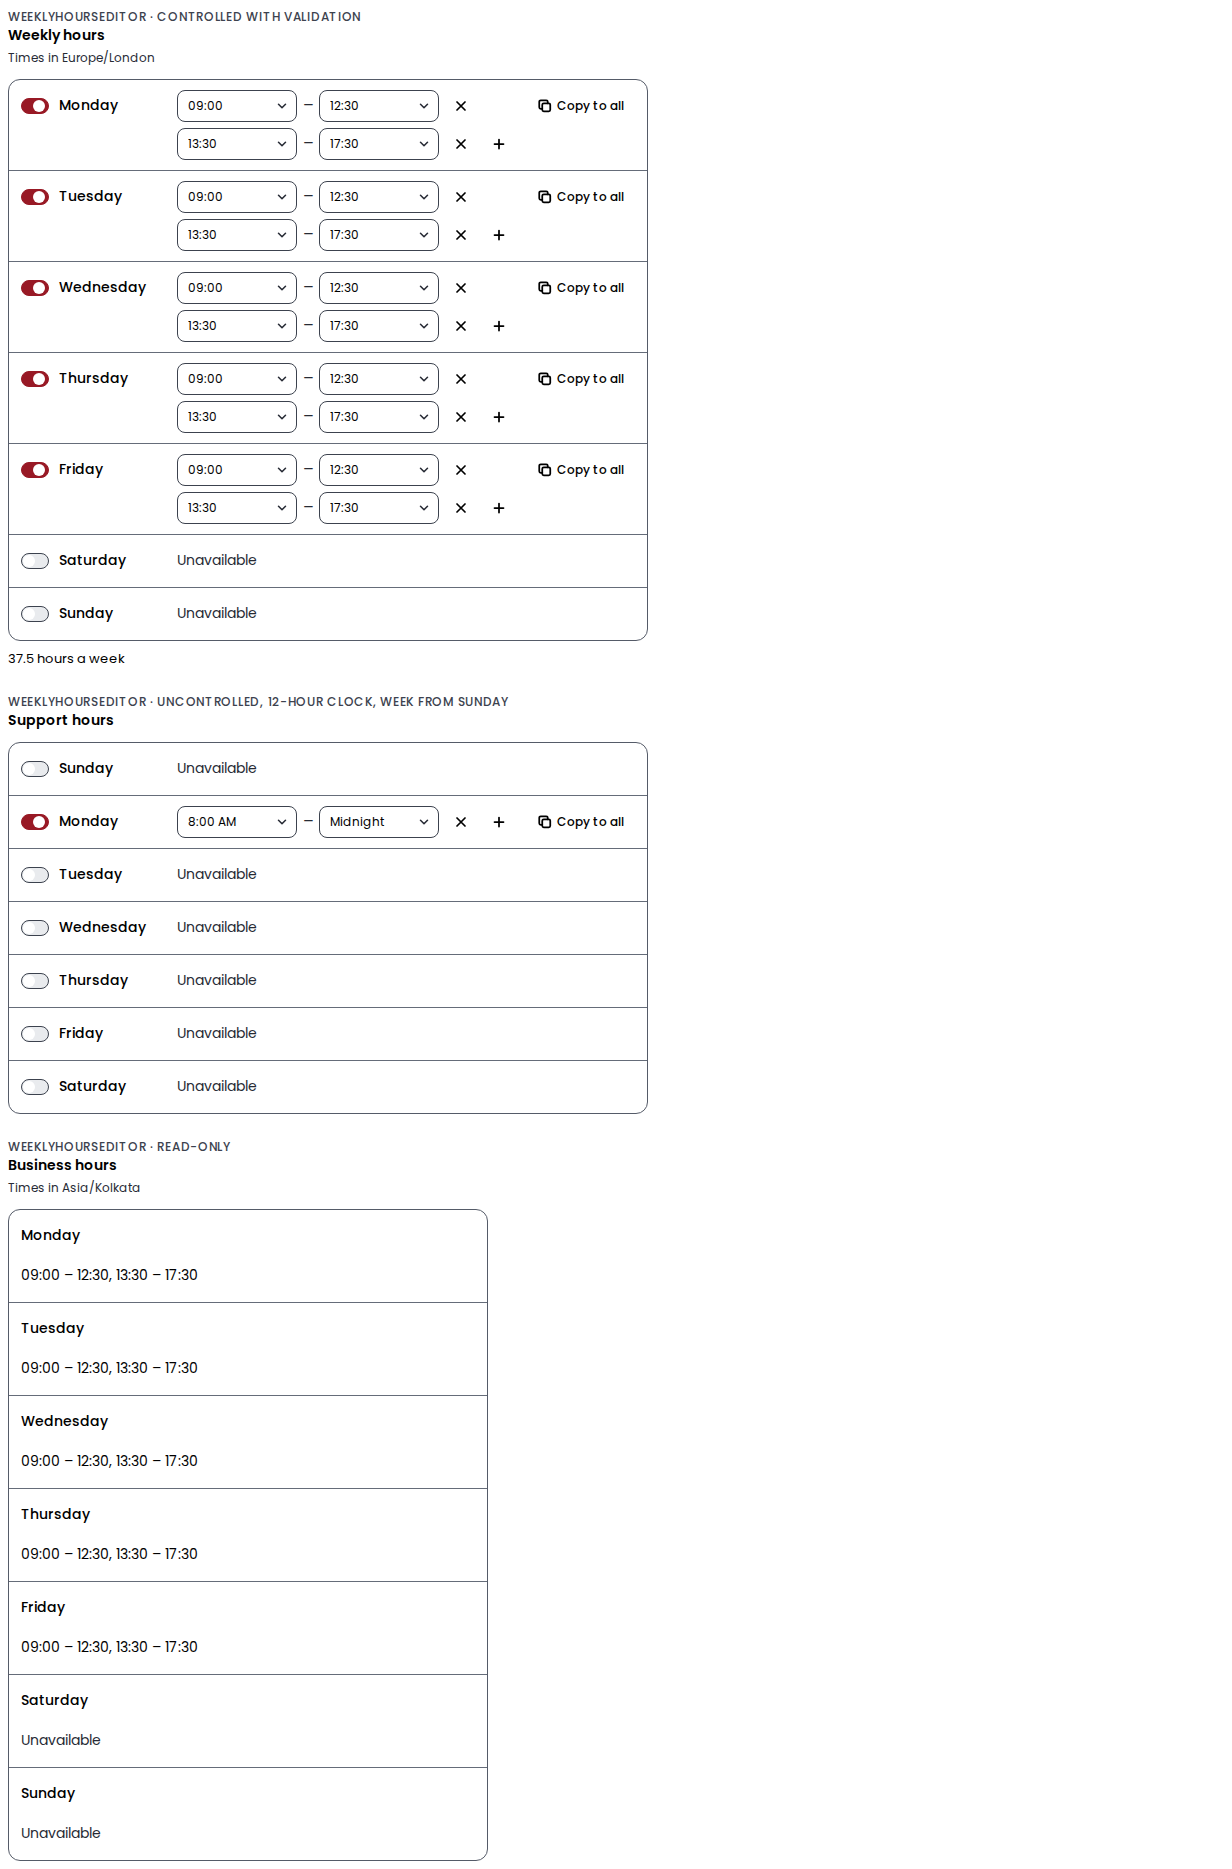 WEEKLYHOURSEDITOR · CONTROLLED WITH VALIDATION
Weekly hours
Times in Europe/London
Monday 09:00 – 12:30 Copy to all
13:30 – 17:30
Tuesday 09:00 – 12:30 Copy to all
13:30 – 17:30
Wednesday 09:00 – 12:30 Copy to all
13:30 – 17:30
Thursday 09:00 – 12:30 Copy to all
13:30 – 17:30
Friday 09:00 – 12:30 Copy to all
13:30 – 17:30
Saturday Unavailable
Sunday Unavailable
37.5 hours a week
WEEKLYHOURSEDITOR · UNCONTROLLED, 12-HOUR CLOCK, WEEK FROM SUNDAY
Support hours
Sunday Unavailable
Monday 8:00 AM – Midnight Copy to all
Tuesday Unavailable
Wednesday Unavailable
Thursday Unavailable
Friday Unavailable
Saturday Unavailable
WEEKLYHOURSEDITOR · READ-ONLY
Business hours
Times in Asia/Kolkata
Monday
09:00 – 12:30, 13:30 – 17:30
Tuesday
09:00 – 12:30, 13:30 – 17:30
Wednesday
09:00 – 12:30, 13:30 – 17:30
Thursday
09:00 – 12:30, 13:30 – 17:30
Friday
09:00 – 12:30, 13:30 – 17:30
Saturday
Unavailable
Sunday
Unavailable